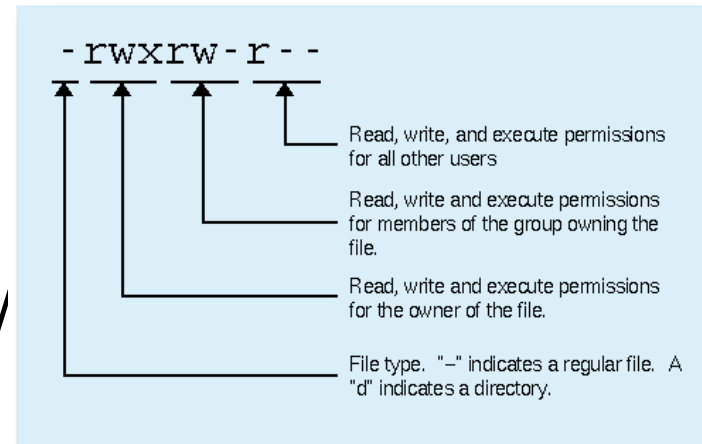 -rwxrw-r--
Read, write, and execute permissions
for all other users
Read, write and execute permissions
for members of the group owning the
file.
Read, write and execute permissions
for the owner of the file.
File type. "–" indicates a regular file. A
"d" indicates a directory.